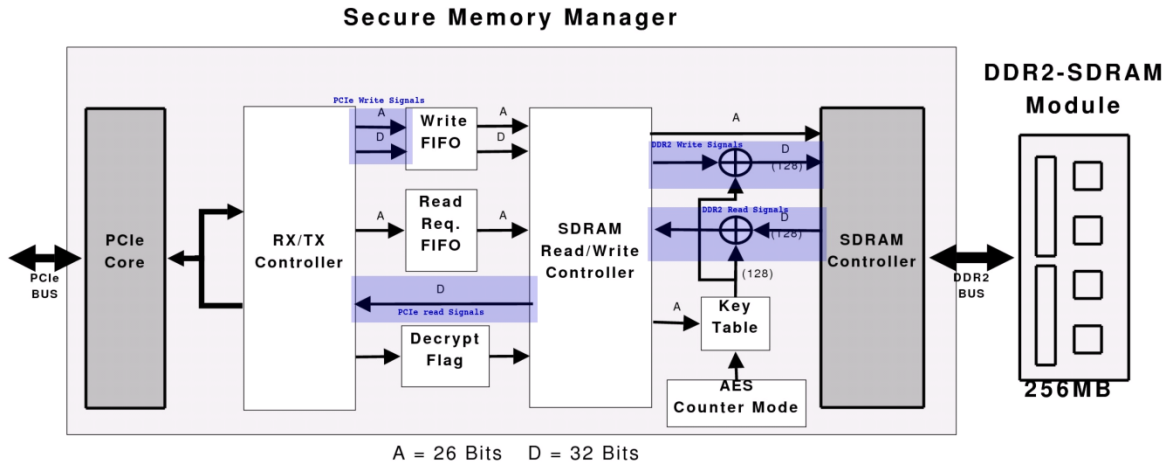 Secure Memory Manager
DDR2-SDRAM
Module
PCIe Write Signals
A
D
Write
FIFO
A
D
A
DDR2 Write Signals
D
(128)
A
Read
Req.
FIFO
A
DDR2 Read Signals
D
(128)
PCIe
Core
RX/TX
Controller
SDRAM
Read/Write
Controller
SDRAM
Controller
PCIe
BUS
DDR2
BUS
(128)
D
PCIe read Signals
A
Key
Table
Decrypt
Flag
AES
Counter Mode
256MB
A = 26 Bits D = 32 Bits